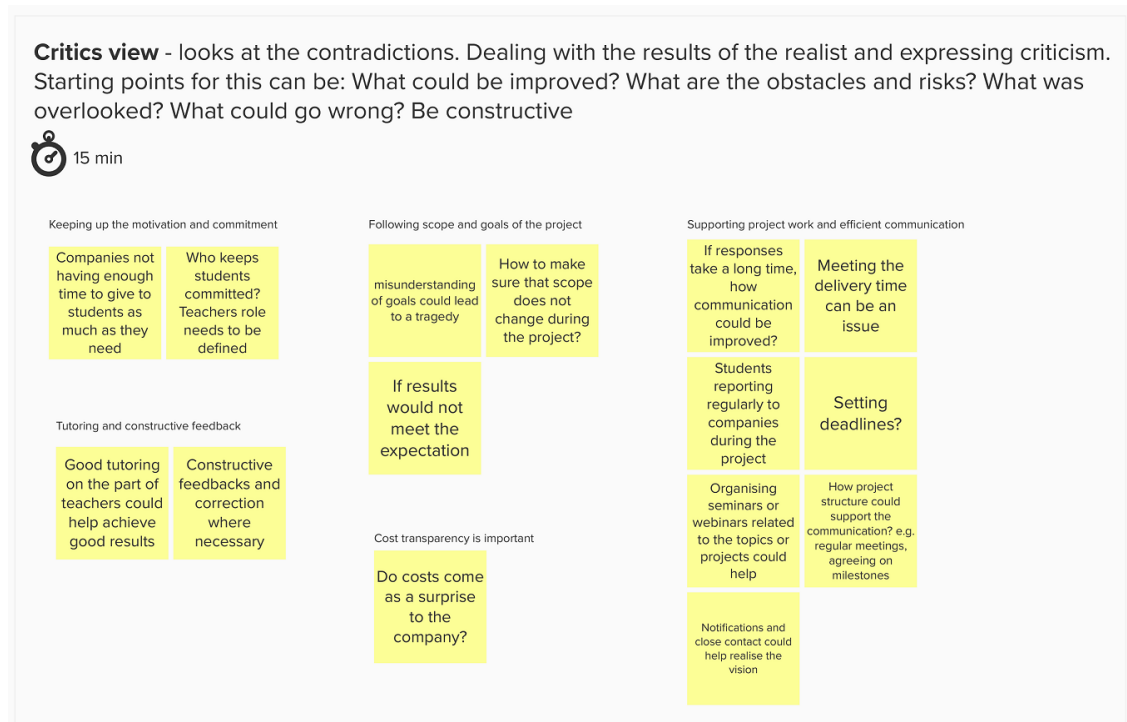 Critics view - looks at the contradictions. Dealing with the results of the realist and expressing criticism.
Starting points for this can be: What could be improved? What are the obstacles and risks? What was
overlooked? What could go wrong? Be constructive
15 min
Keeping up the motivation and commitment
Companies not
having enough
time to give to
students as
much as they
need
Who keeps
students
committed?
Teachers role
needs to be
defined
Tutoring and constructive feedback
Good tutoring
on the part of
teachers could
help achieve
good results
Constructive
feedbacks and
correction
where
necessary
Following scope and goals of the project
misunderstanding
of goals could lead
to a tragedy
How to make
sure that scope
does not
change during
the project?
If results
would not
meet the
expectation
Cost transparency is important
Do costs come
as a surprise
to the
company?
Supporting project work and efficient communication
If responses
take a long time,
how
communication
could be
improved?
Meeting the
delivery time
can be an
issue
Students
reporting
regularly to
companies
during the
project
Setting
deadlines?
Organising
seminars or
webinars related
to the topics or
projects could
help
How project
structure could
support the
communication? e.g.
regular meetings,
agreeing on
milestones
Notifications and
close contact could
help realise the
vision